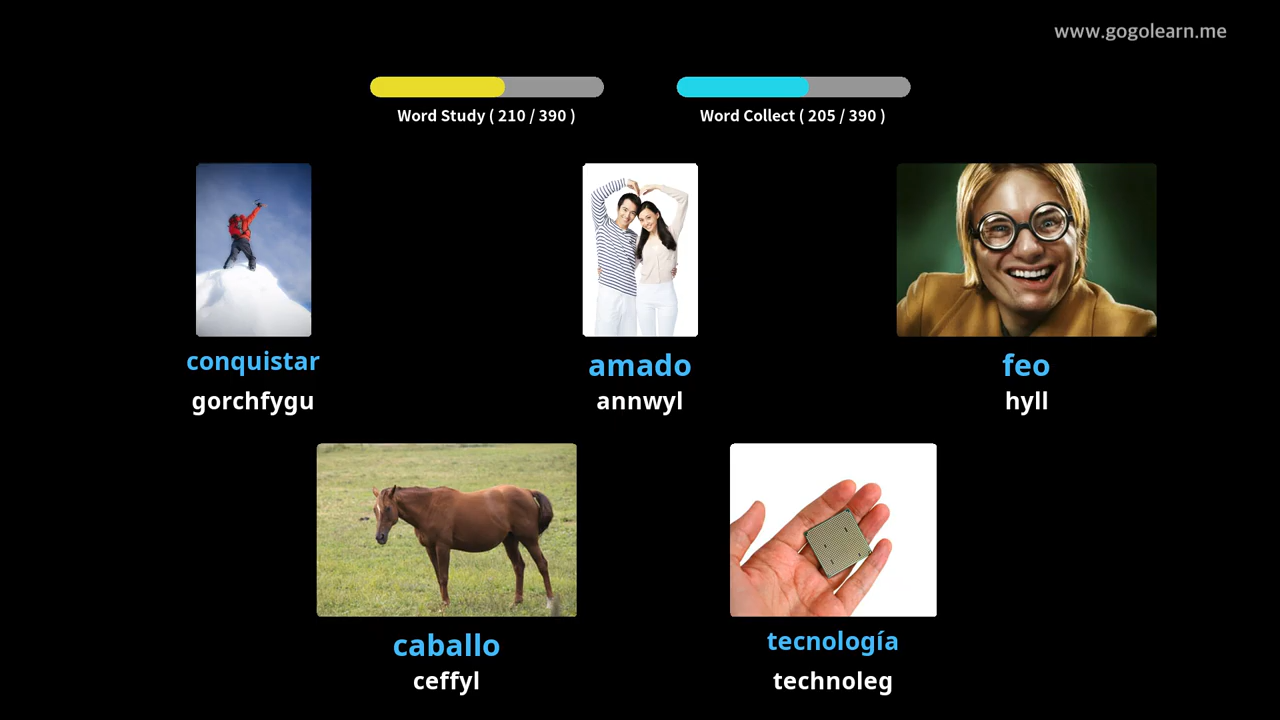 www.gogolearn.me
Word Study ( 210 / 390 )
Word Collect ( 205 / 390 )
conquistar
gorchfygu
amado
annwyl
feo
hyll
caballo
ceffyl
tecnología
technoleg